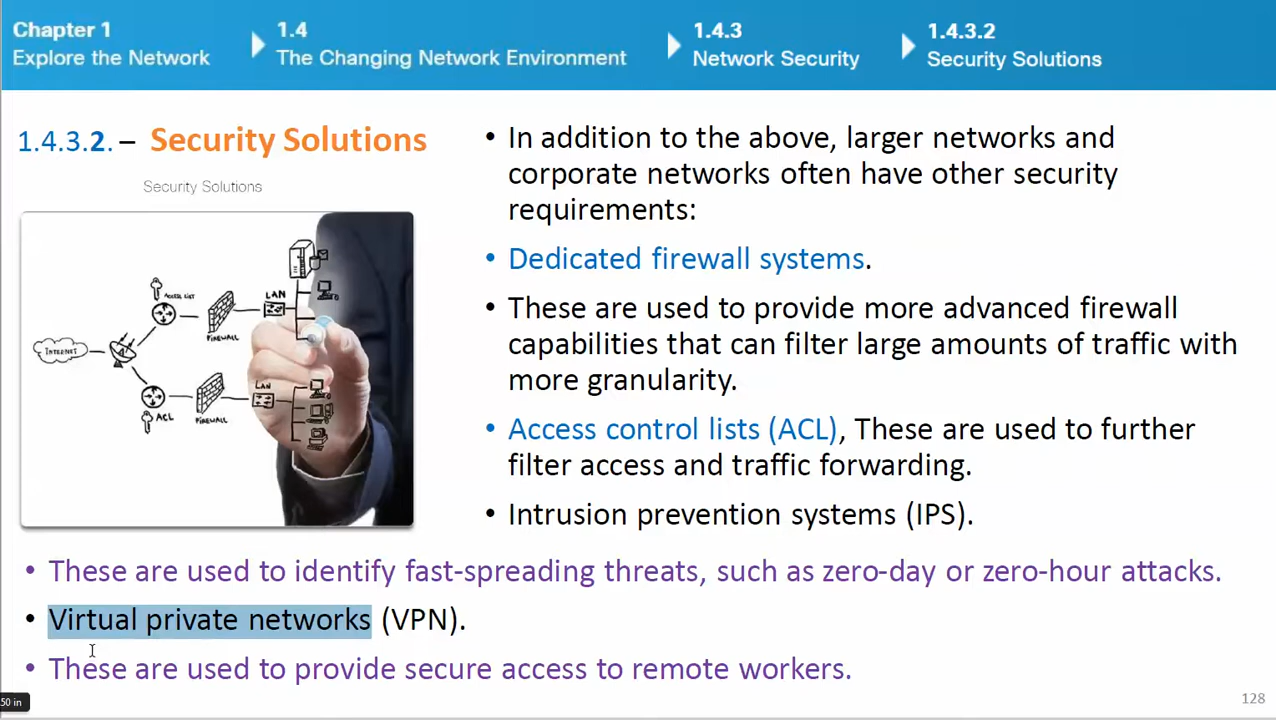 Chapter 1
Explore the Network
1.4
The Changing Network Environment
1.4.3
Network Security
1.4.3.2
Security Solutions
1.4.3.2. – Security Solutions
Security Solutions
INTERNET
ACCESS LIST
FIREWALL
LAN
ACL
FIREWALL
LAN
• In addition to the above, larger networks and
corporate networks often have other security
requirements:
• Dedicated firewall systems.
• These are used to provide more advanced firewall
capabilities that can filter large amounts of traffic with
more granularity.
• Access control lists (ACL), These are used to further
filter access and traffic forwarding.
• Intrusion prevention systems (IPS).
• These are used to identify fast-spreading threats, such as zero-day or zero-hour attacks.
• Virtual private networks (VPN).
• These are used to provide secure access to remote workers.
50 in
128